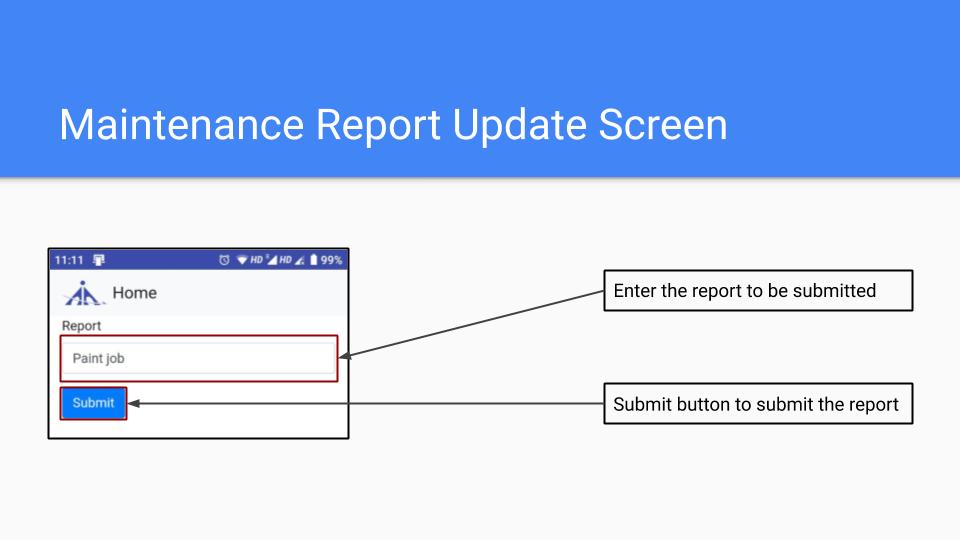 Maintenance Report Update Screen
11:11 HD HD 99%
Home
Report
Paint job
Submit
Enter the report to be submitted
Submit button to submit the report